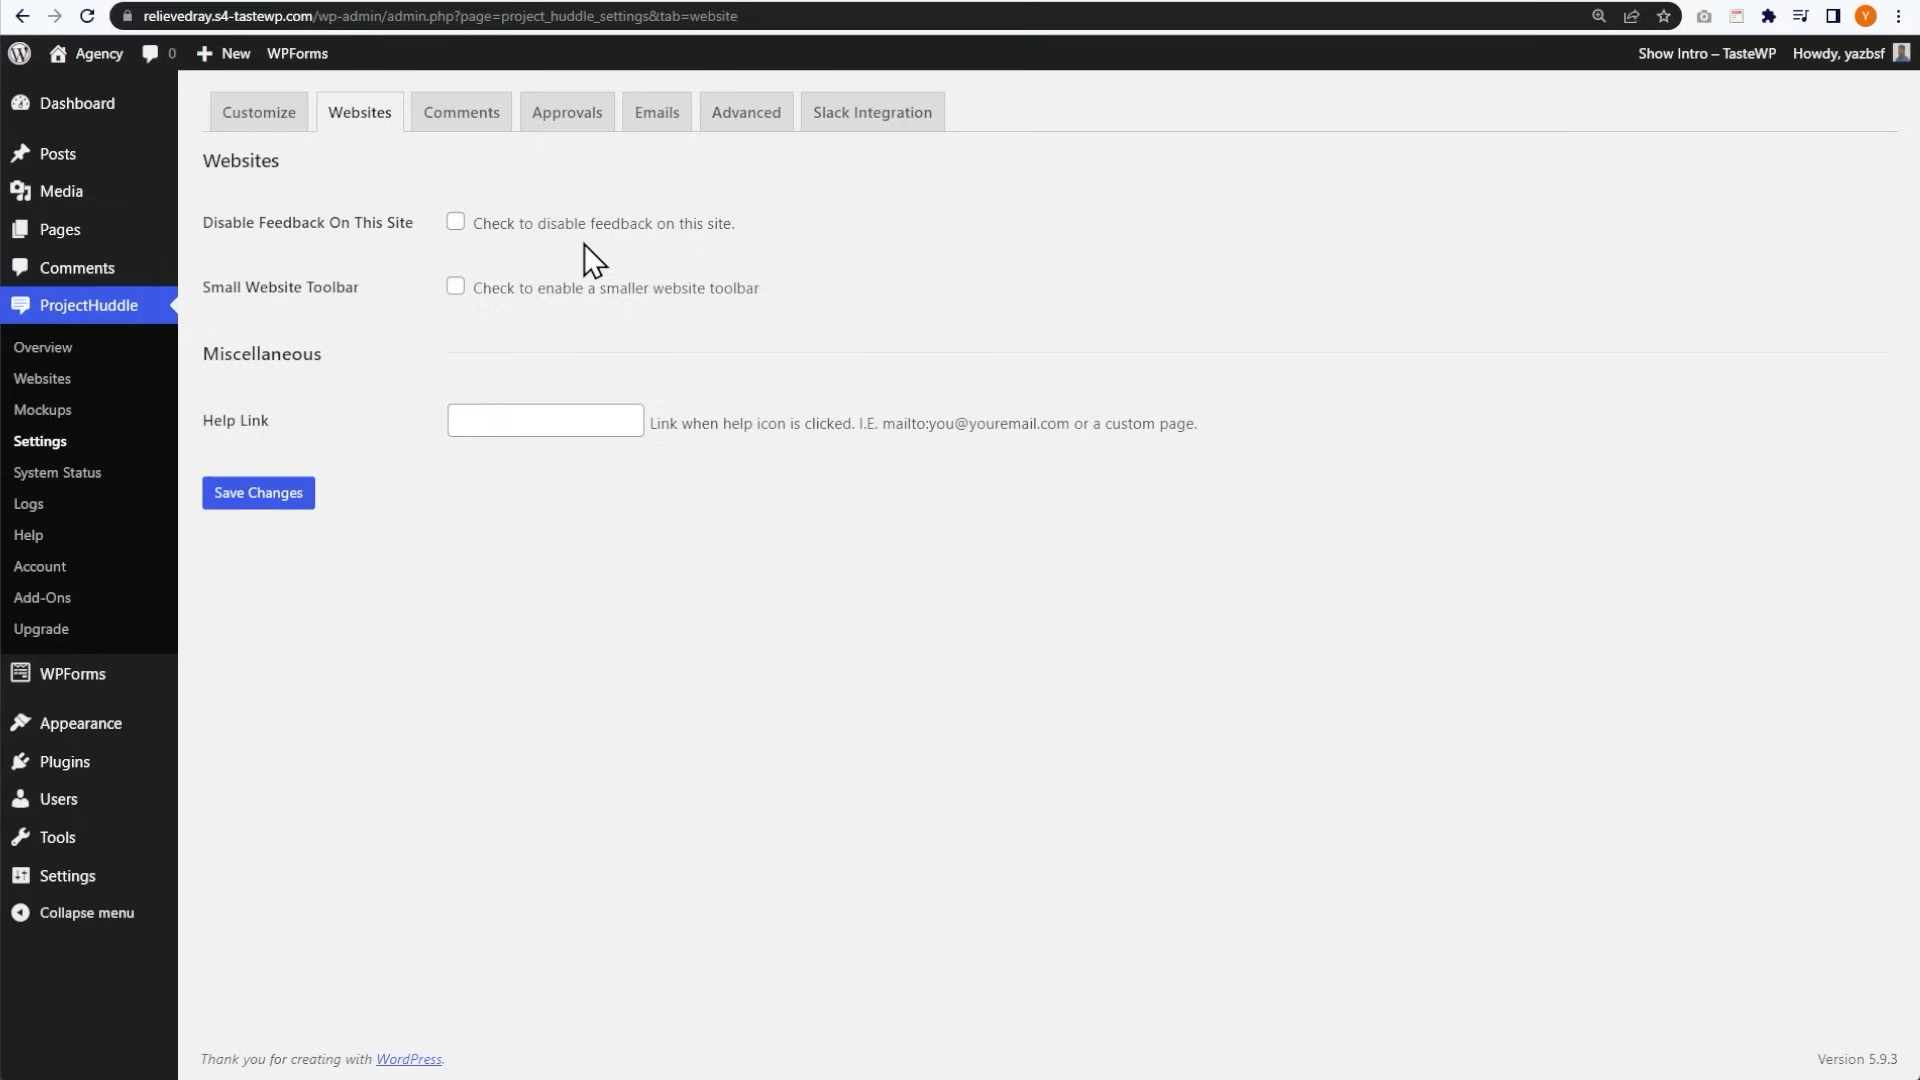 relievedray.s4-tastewp.com/wp-admin/admin.php?page=project_huddle_settings&tab=website
Y
Agency
0
New
WPForms
Show Intro – TasteWP
Howdy, yazbsf
Dashboard
Posts
Media
Pages
Comments
ProjectHuddle
Overview
Websites
Mockups
Settings
System Status
Logs
Help
Account
Add-Ons
Upgrade
WPForms
Appearance
Plugins
Users
Tools
Settings
Collapse menu
Customize
Websites
Comments
Approvals
Emails
Advanced
Slack Integration
Websites
Disable Feedback On This Site
Check to disable feedback on this site.
Small Website Toolbar
Check to enable a smaller website toolbar
Miscellaneous
Help Link
Link when help icon is clicked. I.E. mailto:you@youremail.com or a custom page.
Save Changes
Thank you for creating with WordPress.
Version 5.9.3